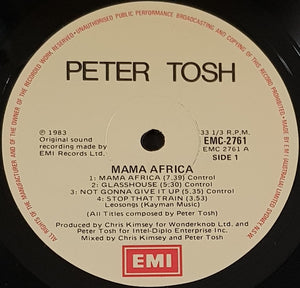 UNAUTHORISED PUBLIC PERFORMANCE BROADCASTING AND COPYING OF THIS RECORD PROHIBITED
ALL RIGHTS OF THE MANUFACTURER AND OF THE OWNER OF THE RECORDED WORK RESERVED
MADE BY EMI (AUSTRALIA) LIMITED SYDNEY N.S.W.
PETER TOSH
℗ 1983
Original sound
recording made by
EMI Records Ltd.
33 1/3 R.P.M.
EMC-2761
EMC 2761 A
SIDE 1
MAMA AFRICA
1: MAMA AFRICA (7.39) Control
2: GLASSHOUSE (5:30) Control
3: NOT GONNA GIVE IT UP (5.35) Control
4: STOP THAT TRAIN (3.53)
Leosongs (Kayman Music)
(All Titles composed by Peter Tosh)
Produced by Chris Kimsey for Wonderknob Ltd. and
Peter Tosh for Intel-Diplo Enterprise Inc.
Mixed by Chris Kimsey and Peter Tosh
EMI